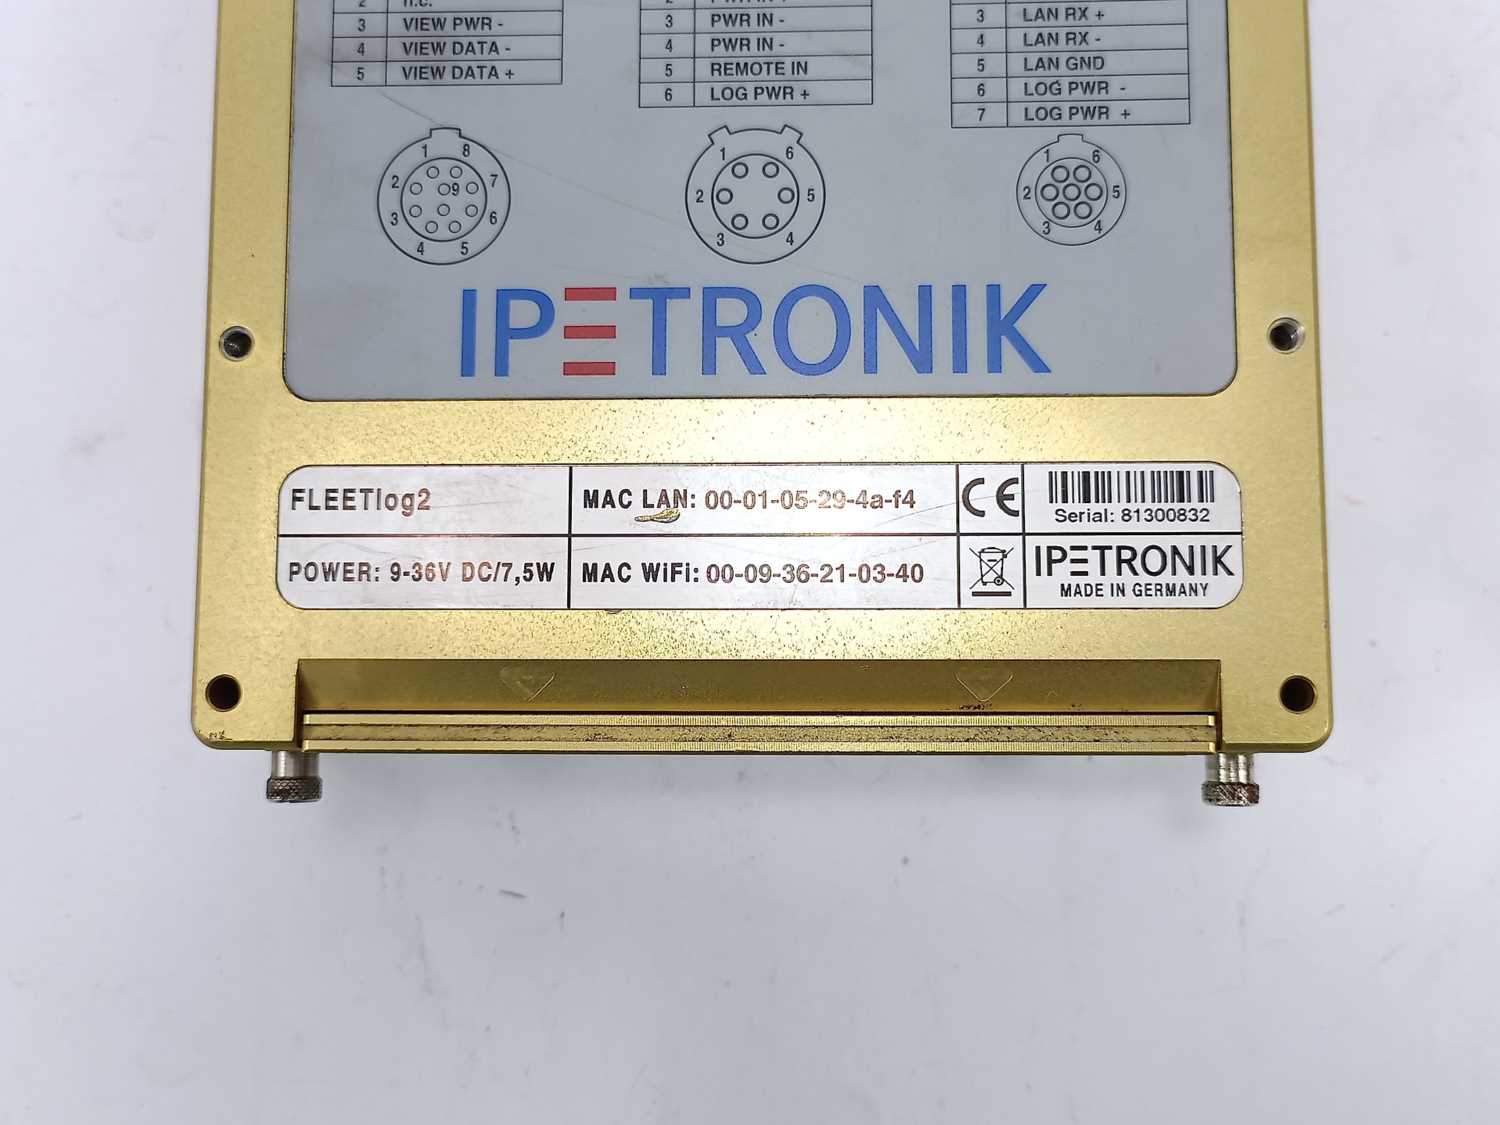 2 n.c.
3 VIEW PWR -
4 VIEW DATA -
5 VIEW DATA +
2 PWR IN +
3 PWR IN -
4 PWR IN -
5 REMOTE IN
6 LOG PWR +
3 LAN RX +
4 LAN RX -
5 LAN GND
6 LOG PWR -
7 LOG PWR +
1 8
2 9 7
3 6
4 5
1 6
2 5
3 4
1 6
2 5
3 4
IPETRONIK
FLEETlog2
POWER: 9-36V DC/7,5W
MAC LAN: 00-01-05-29-4a-f4
MAC WiFi: 00-09-36-21-03-40
CE
Serial: 81300832
IPETRONIK
MADE IN GERMANY